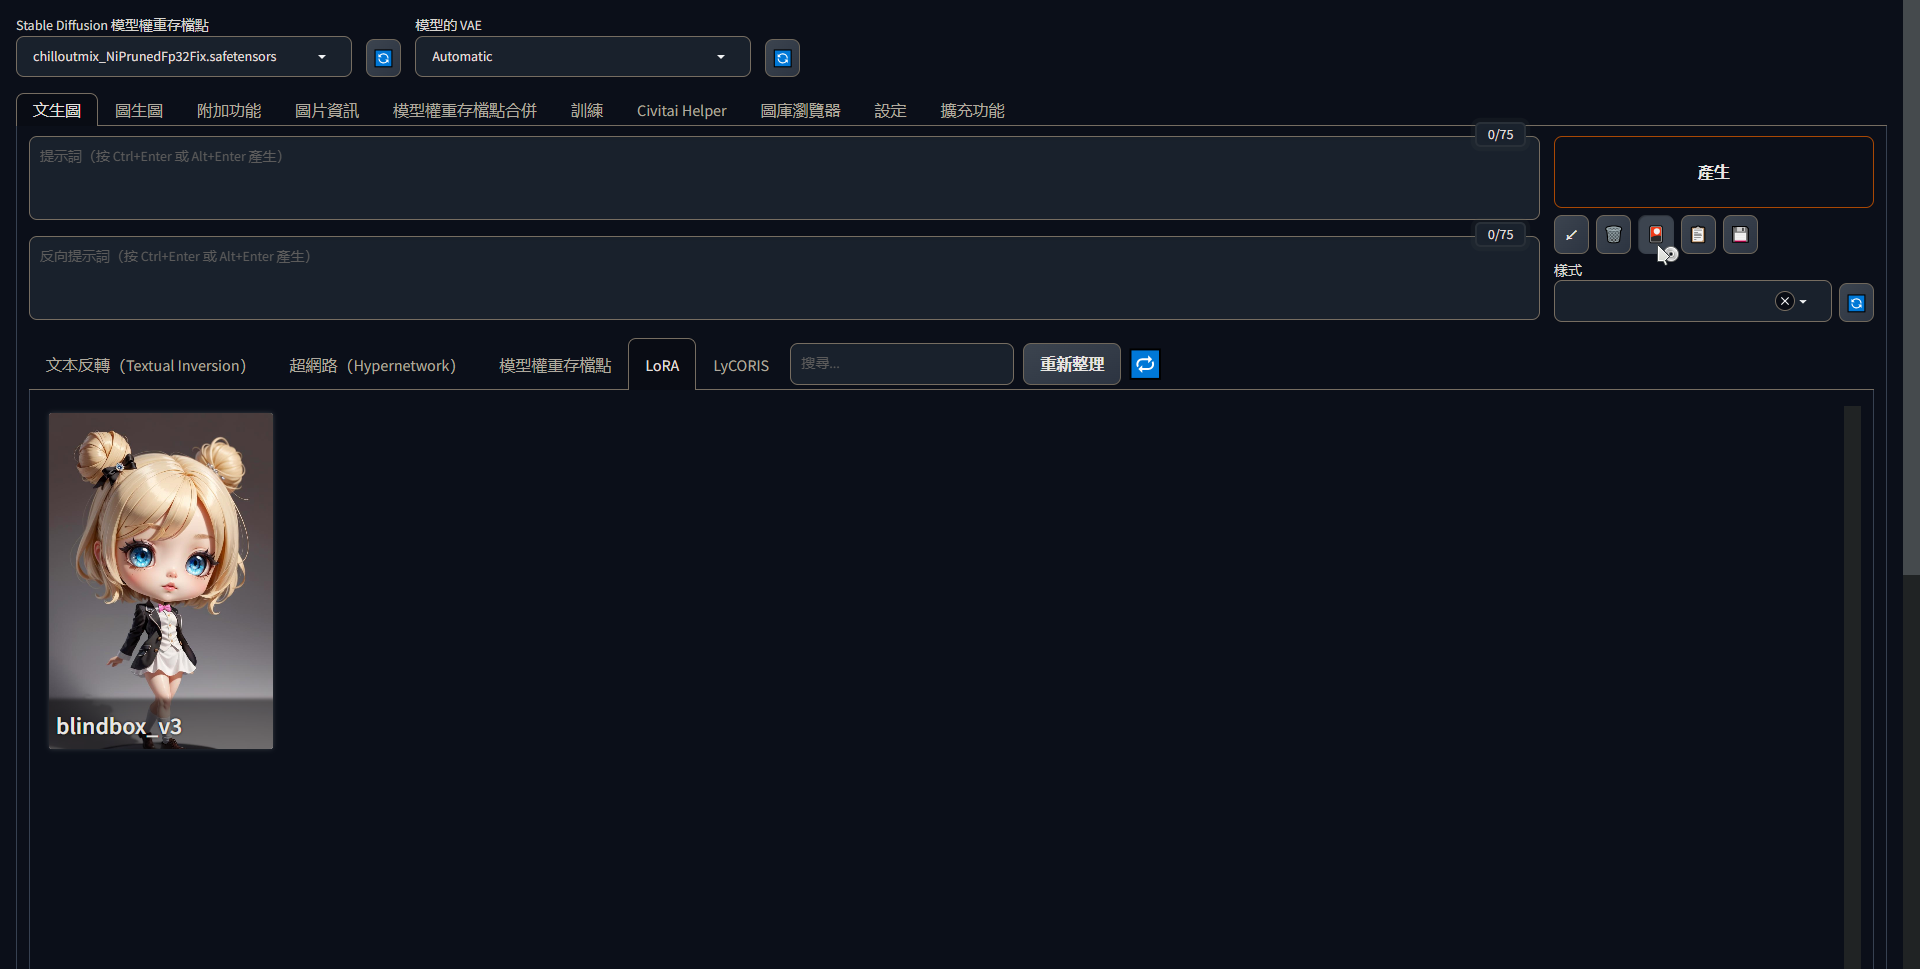 Stable Diffusion 模型權重存檔點 模型的 VAE
chilloutmix_NiPrunedFp32Fix.safetensors Automatic
文生圖 圖生圖 附加功能 圖片資訊 模型權重存檔點合併 訓練 Civitai Helper 圖庫瀏覽器 設定 擴充功能
0/75
提示詞（按 Ctrl+Enter 或 Alt+Enter 產生）
產生
0/75
反向提示詞（按 Ctrl+Enter 或 Alt+Enter 產生）
樣式
文本反轉（Textual Inversion） 超網路（Hypernetwork） 模型權重存檔點 LoRA LyCORIS 搜尋... 重新整理
blindbox_v3